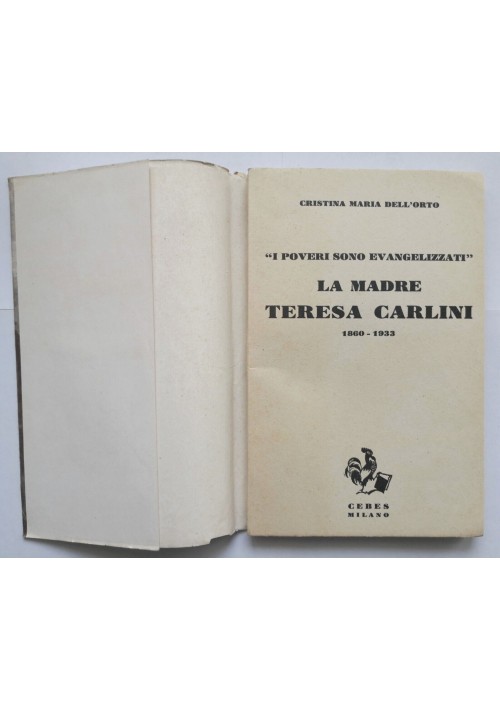 CRISTINA MARIA DELL'ORTO
"I POVERI SONO EVANGELIZZATI"
LA MADRE
TERESA CARLINI
1860 - 1933
CEBES
MILANO